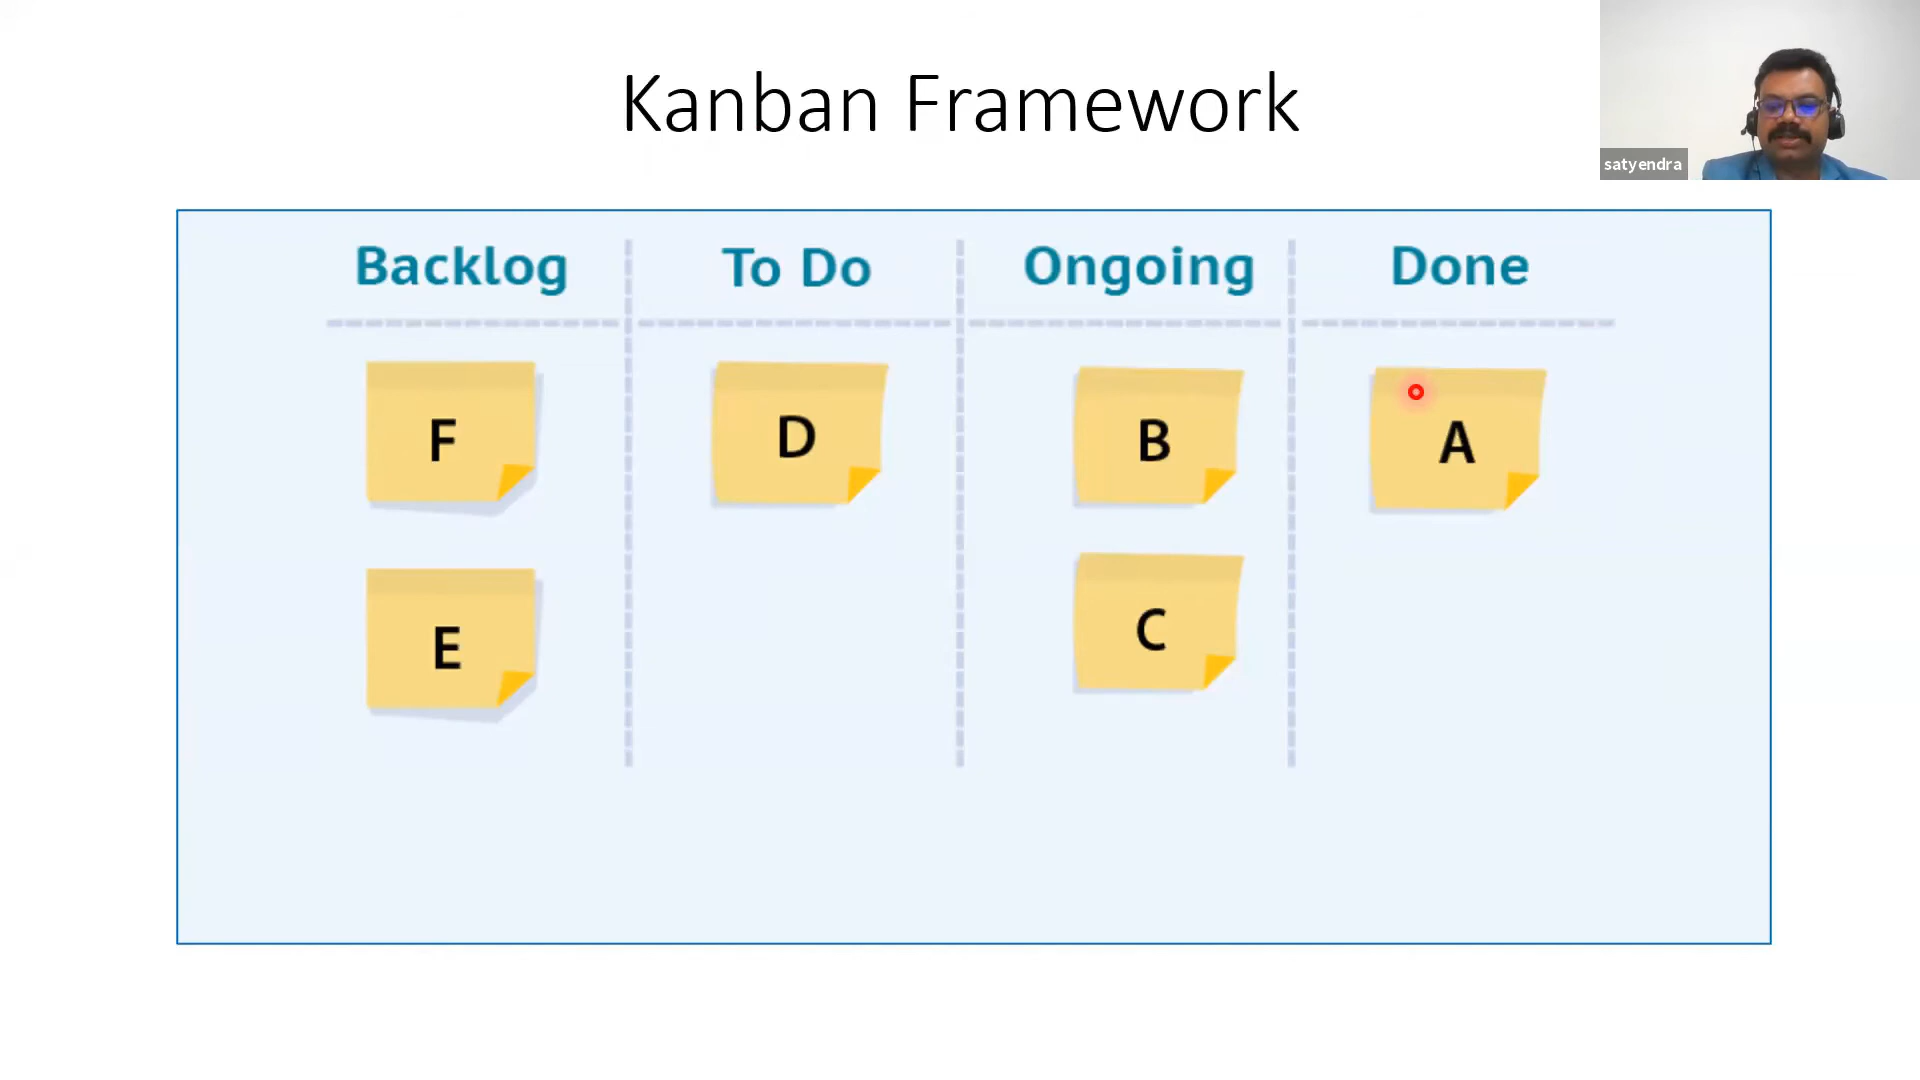 Kanban Framework
satyendra
Backlog To Do Ongoing Done
F D B A
E C